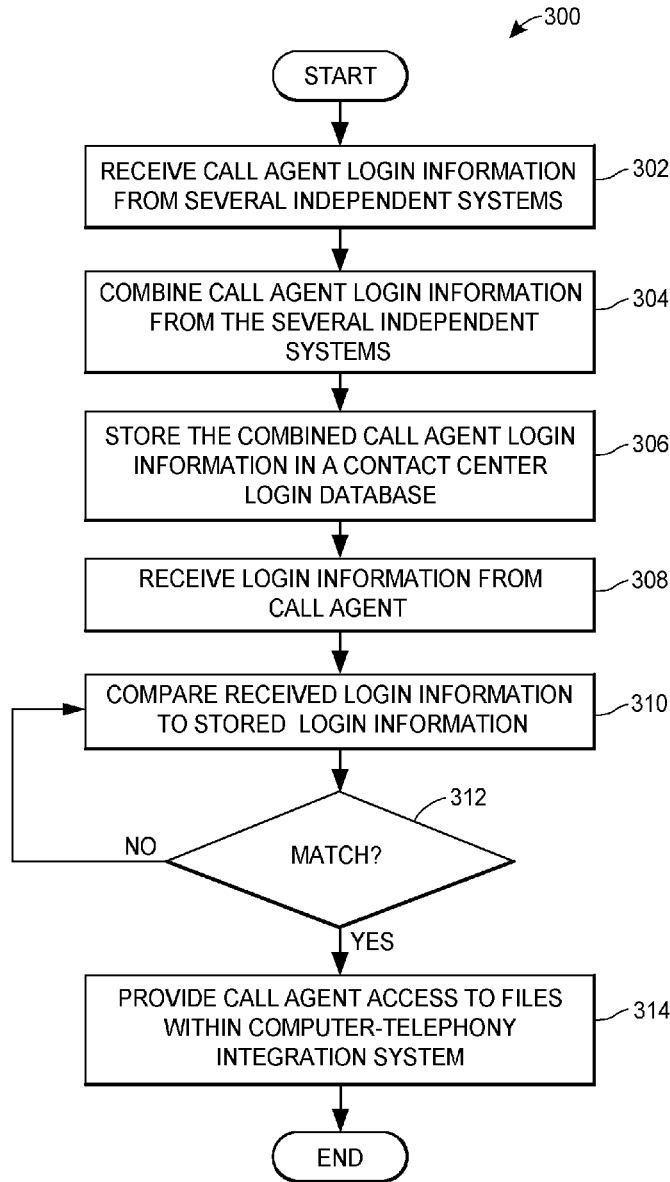 300
START
RECEIVE CALL AGENT LOGIN INFORMATION
FROM SEVERAL INDEPENDENT SYSTEMS
302
COMBINE CALL AGENT LOGIN INFORMATION
FROM THE SEVERAL INDEPENDENT
SYSTEMS
304
STORE THE COMBINED CALL AGENT LOGIN
INFORMATION IN A CONTACT CENTER
LOGIN DATABASE
306
RECEIVE LOGIN INFORMATION FROM
CALL AGENT
308
COMPARE RECEIVED LOGIN INFORMATION
TO STORED LOGIN INFORMATION
310
312
MATCH?
NO
YES
PROVIDE CALL AGENT ACCESS TO FILES
WITHIN COMPUTER-TELEPHONY
INTEGRATION SYSTEM
314
END